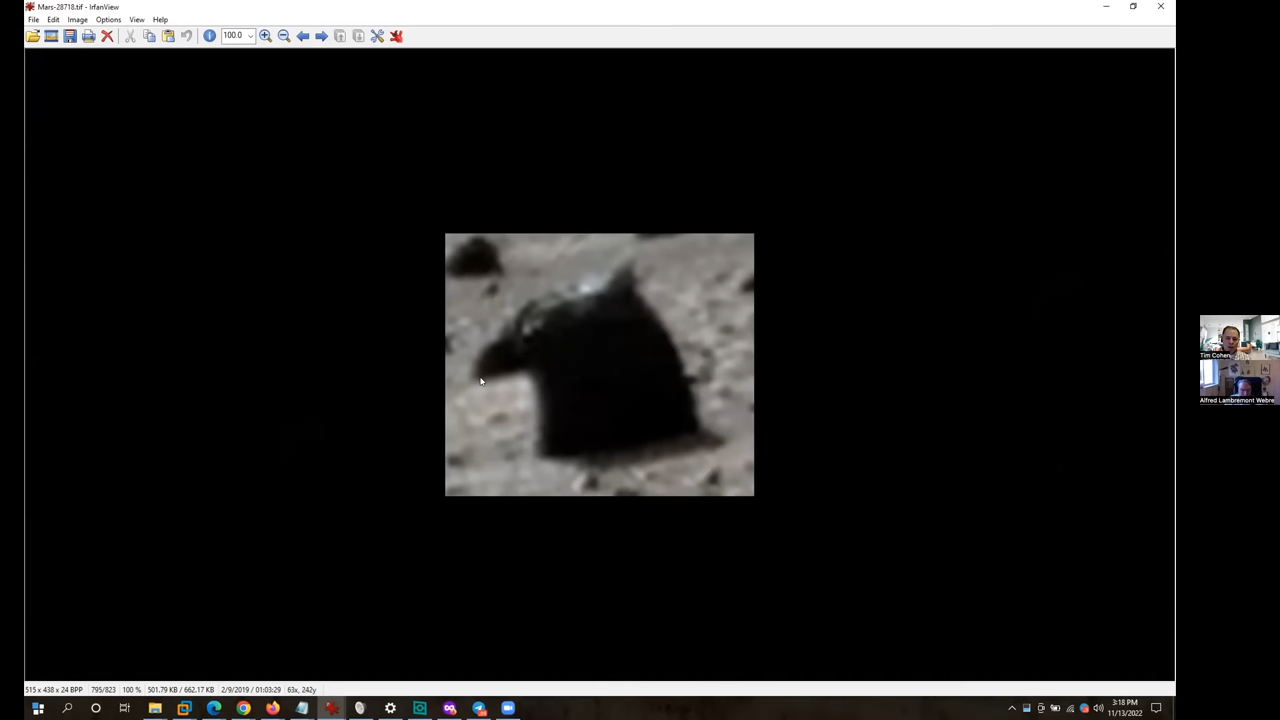 Mars-28718.tif - IrfanView
File Edit Image Options View Help
100.0
Tim Cohen
Alfred Lambremont Webre
515 x 438 x 24 BPP 795/823 100 % 501.79 KB / 662.17 KB 2/9/2019 / 01:03:29 63x, 242y
3:18 PM
11/13/2022